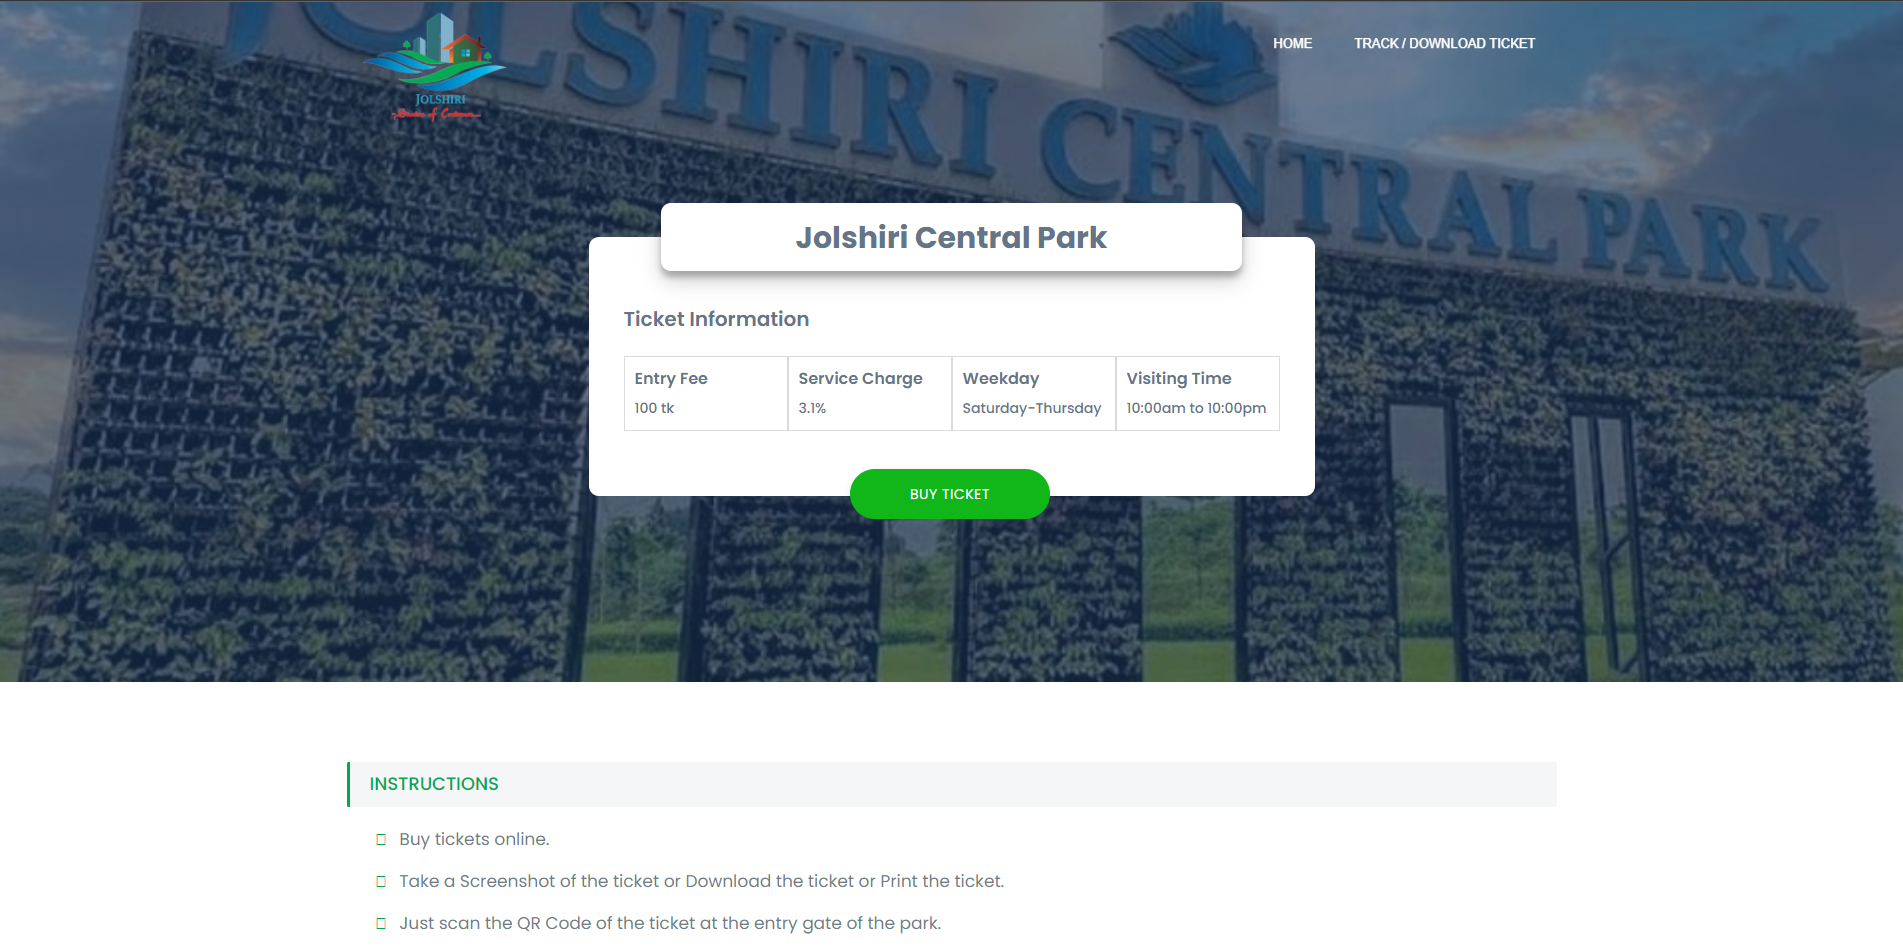 JOLSHIRI
HOME
TRACK / DOWNLOAD TICKET
JOLSHIRI CENTRAL PARK
Jolshiri Central Park
Ticket Information
Entry Fee
100 tk
Service Charge
3.1%
Weekday
Saturday-Thursday
Visiting Time
10:00am to 10:00pm
BUY TICKET
INSTRUCTIONS
Buy tickets online.
Take a Screenshot of the ticket or Download the ticket or Print the ticket.
Just scan the QR Code of the ticket at the entry gate of the park.